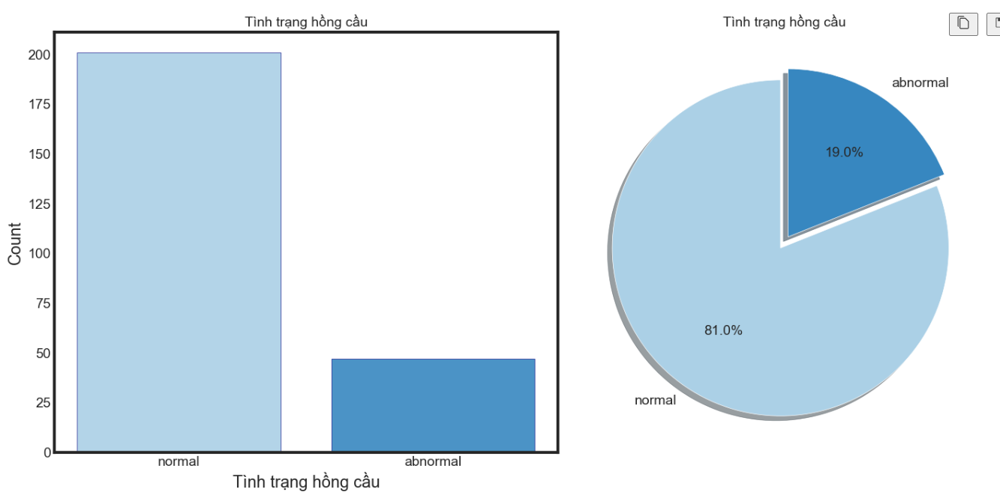 Tình trạng hồng cầu
200
175
150
125
100
75
50
25
0
Count
normal
abnormal
Tình trạng hồng cầu
Tình trạng hồng cầu
abnormal
19.0%
81.0%
normal